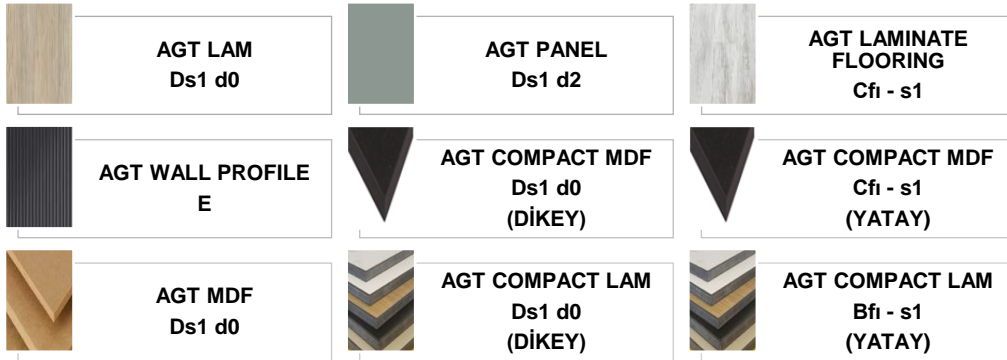 AGT LAM
Ds1 d0
AGT PANEL
Ds1 d2
AGT LAMINATE
FLOORING
Cfı - s1
AGT WALL PROFILE
E
AGT COMPACT MDF
Ds1 d0
(DİKEY)
AGT COMPACT MDF
Cfı - s1
(YATAY)
AGT MDF
Ds1 d0
AGT COMPACT LAM
Ds1 d0
(DİKEY)
AGT COMPACT LAM
Bfı - s1
(YATAY)